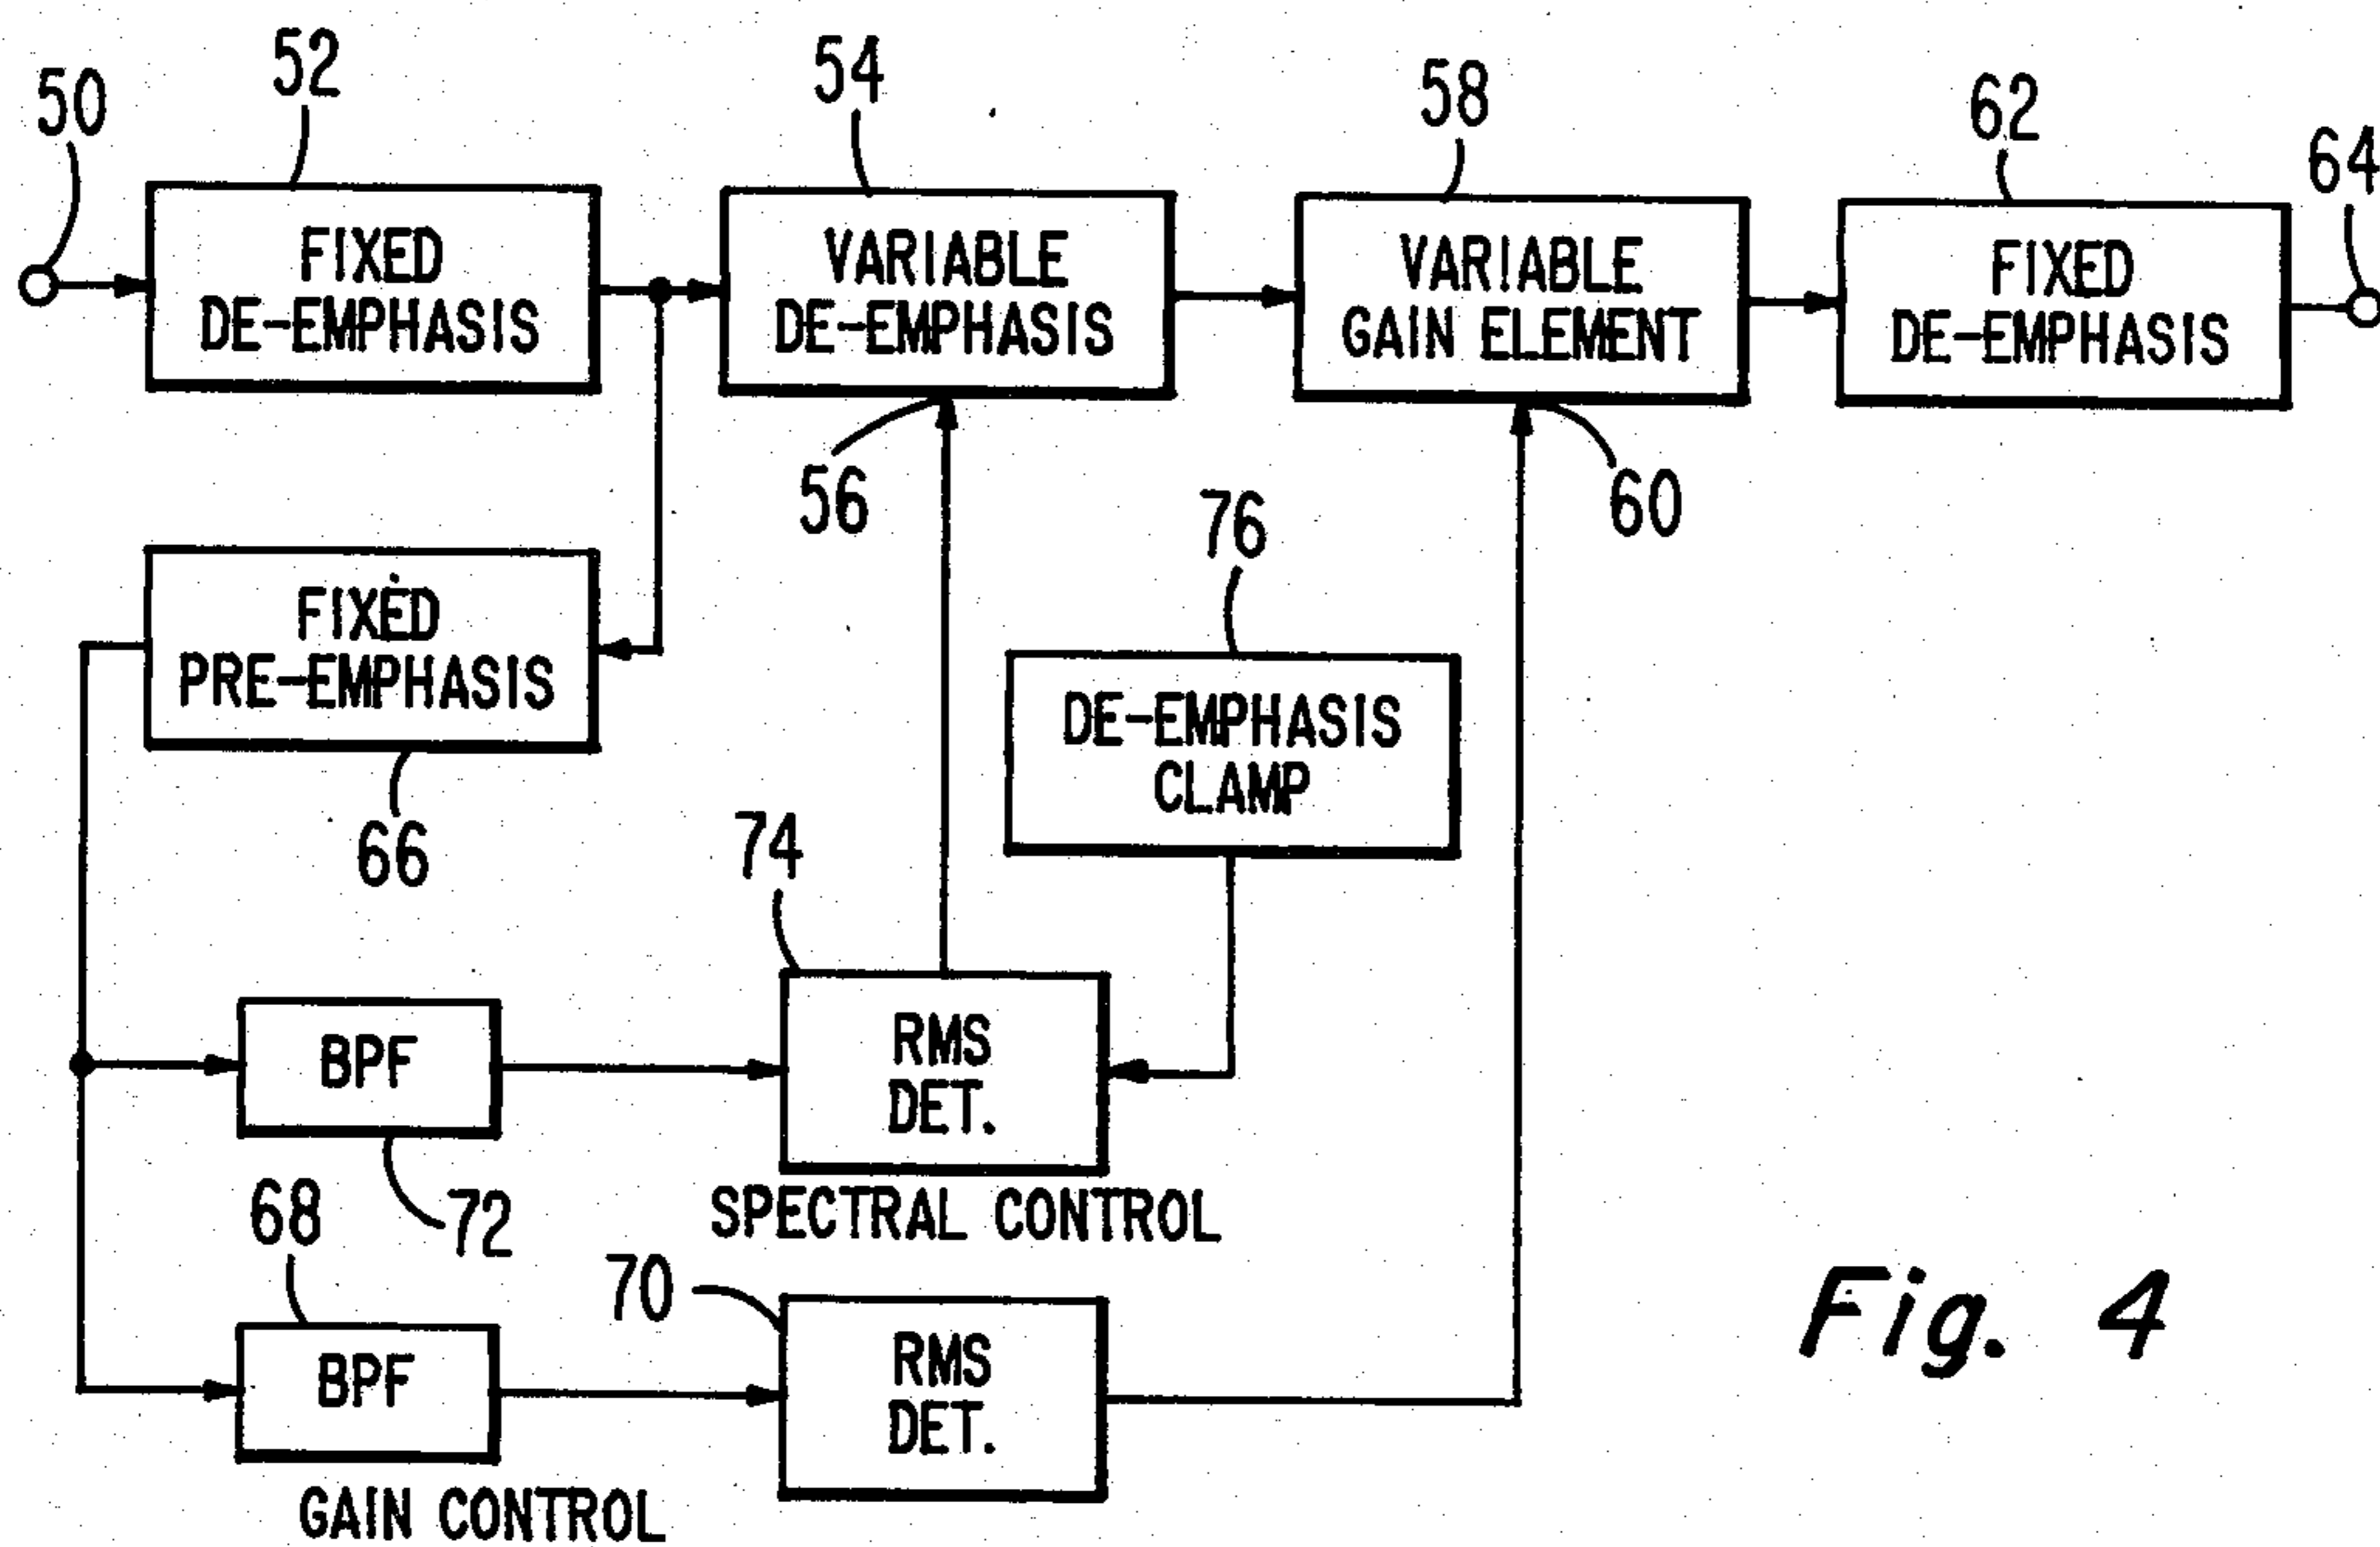 50
52
54
58
62
64
FIXED
DE-EMPHASIS
VARIABLE
DE-EMPHASIS
VARIABLE
GAIN ELEMENT
FIXED
DE-EMPHASIS
56
60
76
FIXED
PRE-EMPHASIS
66
DE-EMPHASIS
CLAMP
74
BPF
72
RMS
DET.
SPECTRAL CONTROL
68
70
BPF
RMS
DET.
GAIN CONTROL
Fig. 4